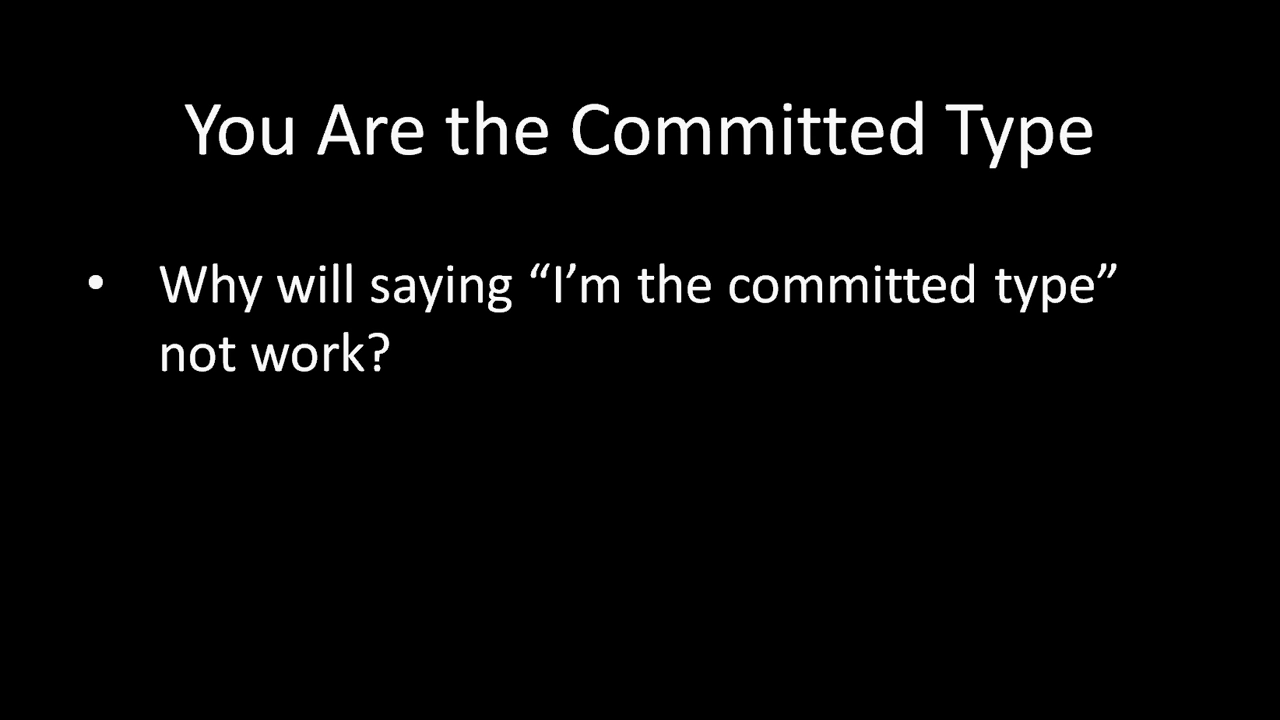 You Are the Committed Type
• Why will saying “I’m the committed type”
not work?